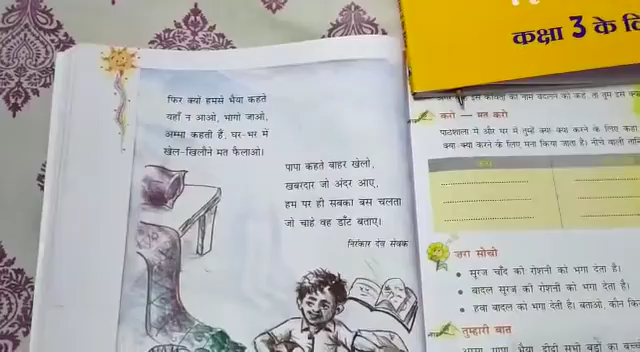 कक्षा 3 के
फिर क्यों हमसे भैया कहते
यहाँ न आओ, भागो जाओ,
अम्मा कहती हैं, घर-भर में
खेल-खिलौने मत फैलाओ।
पापा कहते बाहर खेलो,
खबरदार जो अंदर आए,
हम पर ही सबका बस चलता
जो चाहे वह डाँट बताए।
निरंकार देव सेवक
करो — मत करो
पाठशाला में और घर में तुम्हें क्या-क्या करने के लिए कहा
क्या-क्या करने के लिए मना किया जाता है। नीचे वाली
ज़रा सोचो
• सूरज चाँद की रोशनी को भगा देता है।
• बादल सूरज की रोशनी को भगा देता है।
• हवा बादल को भगा देती है। बताओ, कौन
तुम्हारी बात